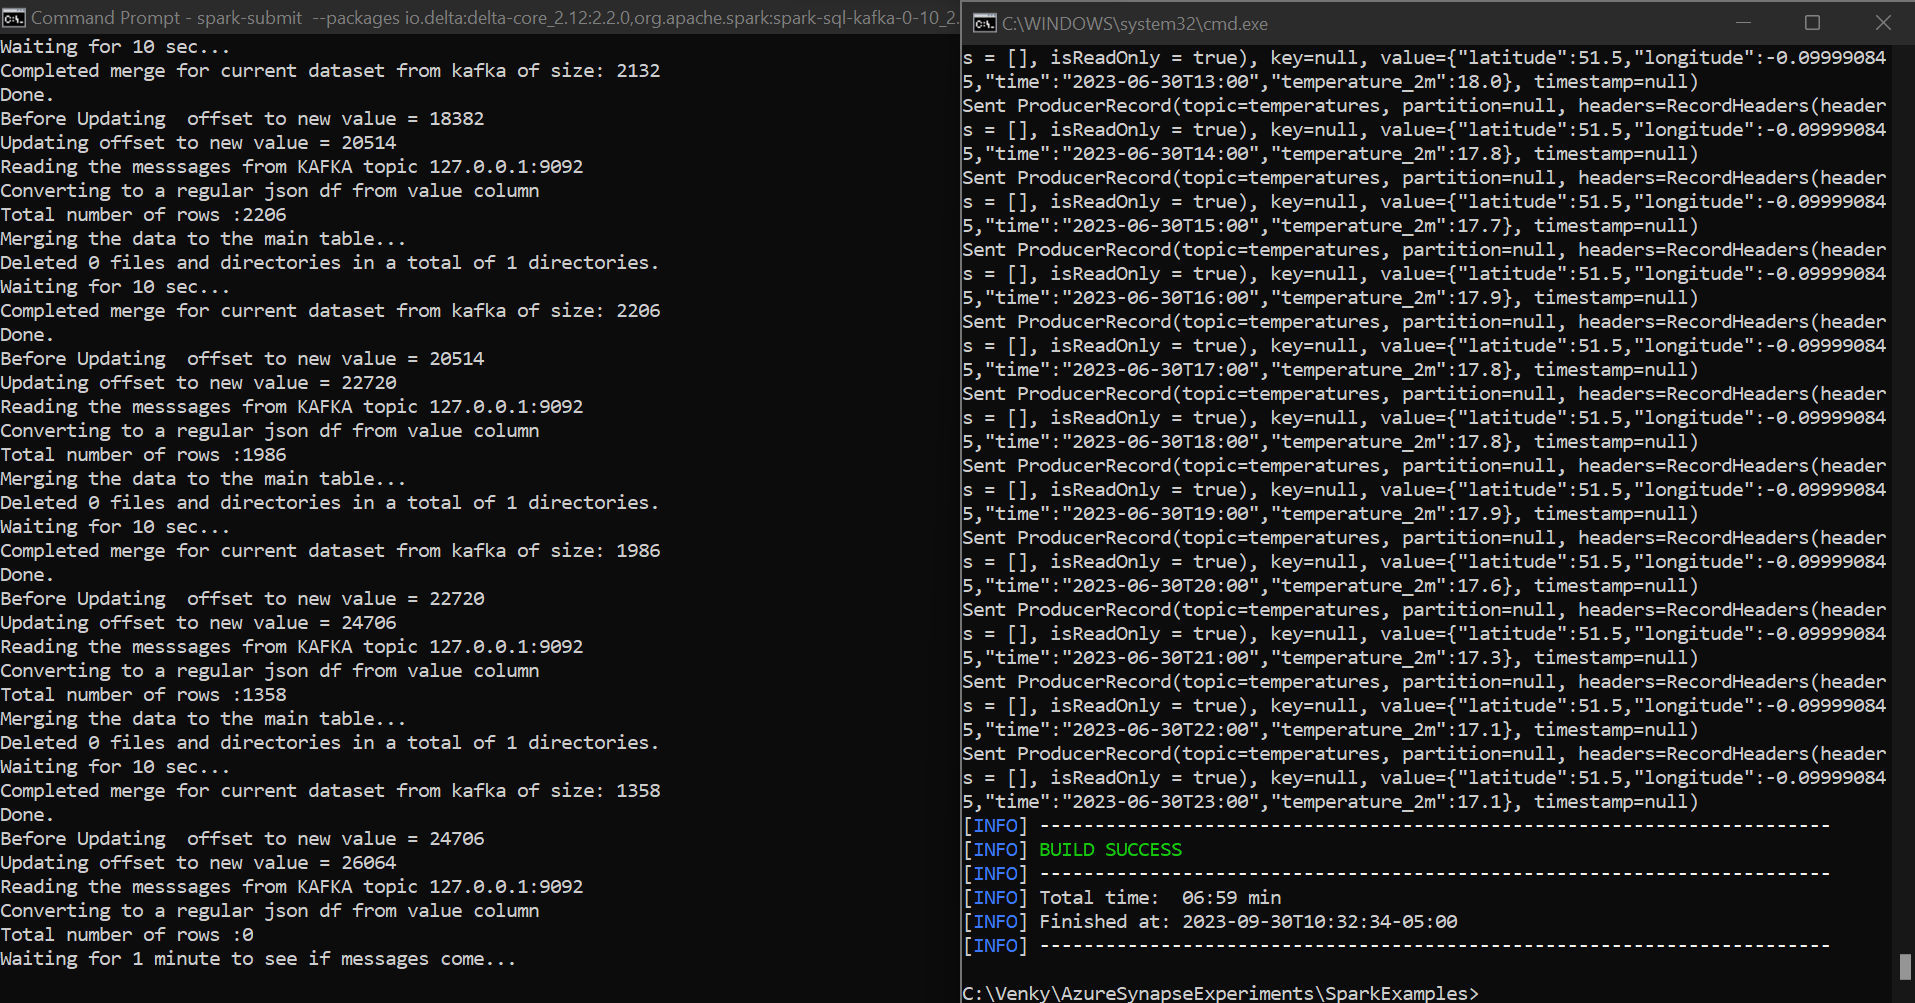 Command Prompt - spark-submit  --packages io.delta:delta-core_2.12:2.2.0,org.apache.spark:spark-sql-kafka-0-10_2.
Waiting for 10 sec...
Completed merge for current dataset from kafka of size: 2132
Done.
Before Updating  offset to new value = 18382
Updating offset to new value = 20514
Reading the messsages from KAFKA topic 127.0.0.1:9092
Converting to a regular json df from value column
Total number of rows :2206
Merging the data to the main table...
Deleted 0 files and directories in a total of 1 directories.
Waiting for 10 sec...
Completed merge for current dataset from kafka of size: 2206
Done.
Before Updating  offset to new value = 20514
Updating offset to new value = 22720
Reading the messsages from KAFKA topic 127.0.0.1:9092
Converting to a regular json df from value column
Total number of rows :1986
Merging the data to the main table...
Deleted 0 files and directories in a total of 1 directories.
Waiting for 10 sec...
Completed merge for current dataset from kafka of size: 1986
Done.
Before Updating  offset to new value = 22720
Updating offset to new value = 24706
Reading the messsages from KAFKA topic 127.0.0.1:9092
Converting to a regular json df from value column
Total number of rows :1358
Merging the data to the main table...
Deleted 0 files and directories in a total of 1 directories.
Waiting for 10 sec...
Completed merge for current dataset from kafka of size: 1358
Done.
Before Updating  offset to new value = 24706
Updating offset to new value = 26064
Reading the messsages from KAFKA topic 127.0.0.1:9092
Converting to a regular json df from value column
Total number of rows :0
Waiting for 1 minute to see if messages come...
C:\WINDOWS\system32\cmd.exe
s = [], isReadOnly = true), key=null, value={"latitude":51.5,"longitude":-0.09999084
5,"time":"2023-06-30T13:00","temperature_2m":18.0}, timestamp=null)
Sent ProducerRecord(topic=temperatures, partition=null, headers=RecordHeaders(header
s = [], isReadOnly = true), key=null, value={"latitude":51.5,"longitude":-0.09999084
5,"time":"2023-06-30T14:00","temperature_2m":17.8}, timestamp=null)
Sent ProducerRecord(topic=temperatures, partition=null, headers=RecordHeaders(header
s = [], isReadOnly = true), key=null, value={"latitude":51.5,"longitude":-0.09999084
5,"time":"2023-06-30T15:00","temperature_2m":17.7}, timestamp=null)
Sent ProducerRecord(topic=temperatures, partition=null, headers=RecordHeaders(header
s = [], isReadOnly = true), key=null, value={"latitude":51.5,"longitude":-0.09999084
5,"time":"2023-06-30T16:00","temperature_2m":17.9}, timestamp=null)
Sent ProducerRecord(topic=temperatures, partition=null, headers=RecordHeaders(header
s = [], isReadOnly = true), key=null, value={"latitude":51.5,"longitude":-0.09999084
5,"time":"2023-06-30T17:00","temperature_2m":17.8}, timestamp=null)
Sent ProducerRecord(topic=temperatures, partition=null, headers=RecordHeaders(header
s = [], isReadOnly = true), key=null, value={"latitude":51.5,"longitude":-0.09999084
5,"time":"2023-06-30T18:00","temperature_2m":17.8}, timestamp=null)
Sent ProducerRecord(topic=temperatures, partition=null, headers=RecordHeaders(header
s = [], isReadOnly = true), key=null, value={"latitude":51.5,"longitude":-0.09999084
5,"time":"2023-06-30T19:00","temperature_2m":17.9}, timestamp=null)
Sent ProducerRecord(topic=temperatures, partition=null, headers=RecordHeaders(header
s = [], isReadOnly = true), key=null, value={"latitude":51.5,"longitude":-0.09999084
5,"time":"2023-06-30T20:00","temperature_2m":17.6}, timestamp=null)
Sent ProducerRecord(topic=temperatures, partition=null, headers=RecordHeaders(header
s = [], isReadOnly = true), key=null, value={"latitude":51.5,"longitude":-0.09999084
5,"time":"2023-06-30T21:00","temperature_2m":17.3}, timestamp=null)
Sent ProducerRecord(topic=temperatures, partition=null, headers=RecordHeaders(header
s = [], isReadOnly = true), key=null, value={"latitude":51.5,"longitude":-0.09999084
5,"time":"2023-06-30T22:00","temperature_2m":17.1}, timestamp=null)
Sent ProducerRecord(topic=temperatures, partition=null, headers=RecordHeaders(header
s = [], isReadOnly = true), key=null, value={"latitude":51.5,"longitude":-0.09999084
5,"time":"2023-06-30T23:00","temperature_2m":17.1}, timestamp=null)
[INFO] ------------------------------------------------------------------------
[INFO] BUILD SUCCESS
[INFO] ------------------------------------------------------------------------
[INFO] Total time:  06:59 min
[INFO] Finished at: 2023-09-30T10:32:34-05:00
[INFO] ------------------------------------------------------------------------
C:\Venky\AzureSynapseExperiments\SparkExamples>